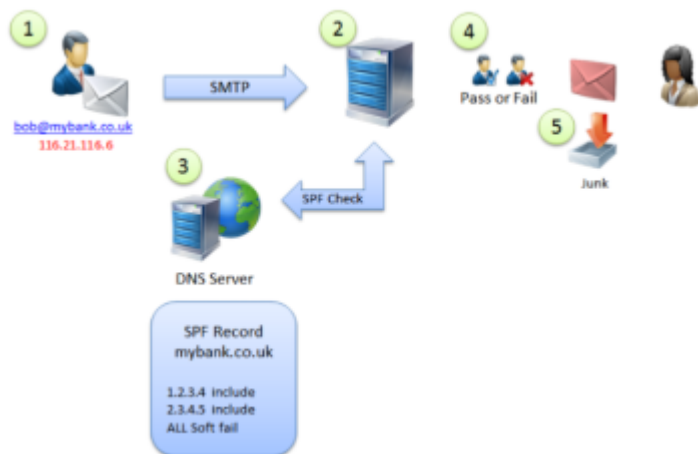 1
2
4
SMTP
Pass or Fail
bob@mybank.co.uk
116.21.116.6
5
3
Junk
SPF Check
DNS Server
SPF Record
mybank.co.uk
1.2.3.4 include
2.3.4.5 include
ALL Soft fail